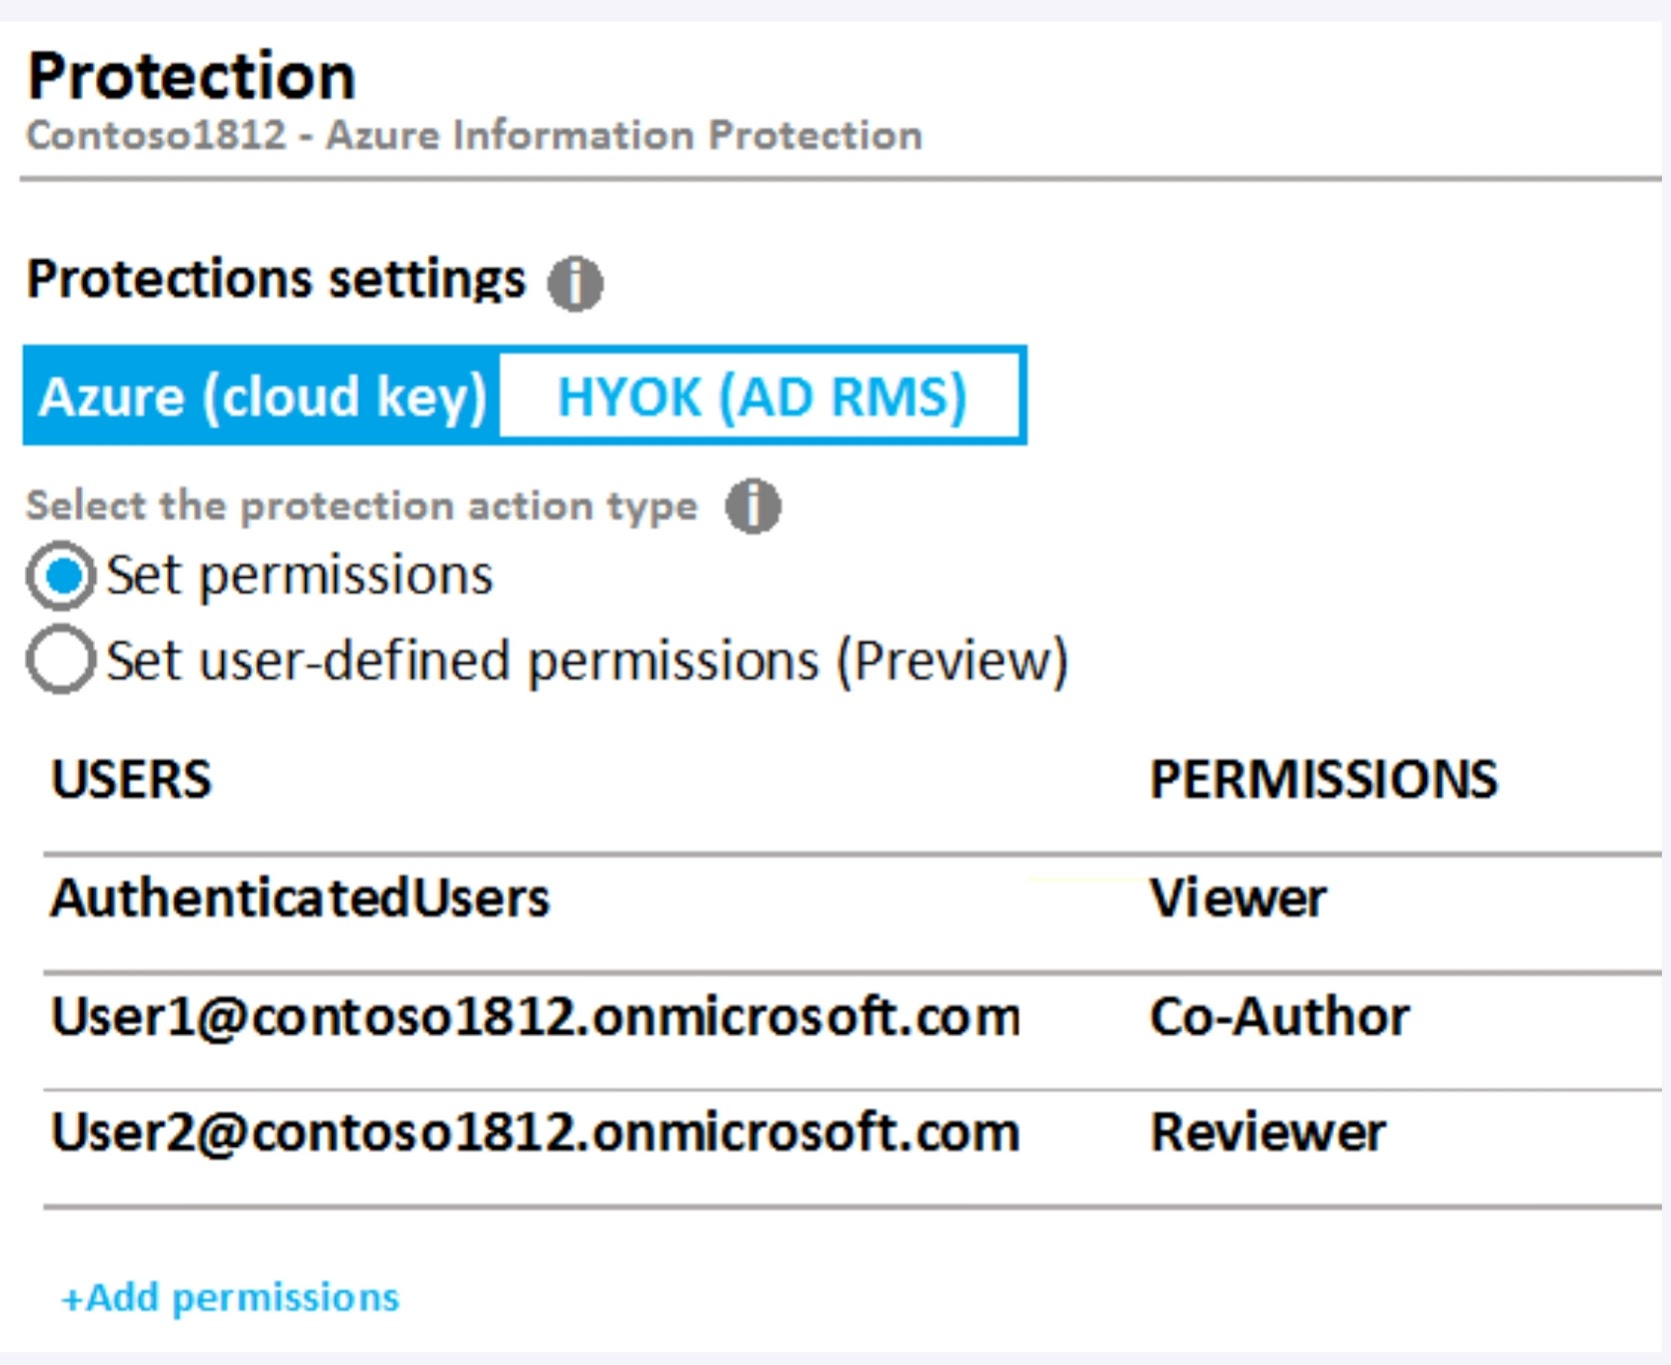 Protection
Contoso1812 - Azure Information Protection
Protections settings i
Azure (cloud key) HYOK (AD RMS)
Select the protection action type i
Set permissions
Set user-defined permissions (Preview)
USERS PERMISSIONS
AuthenticatedUsers Viewer
User1@contoso1812.onmicrosoft.com Co-Author
User2@contoso1812.onmicrosoft.com Reviewer
+Add permissions